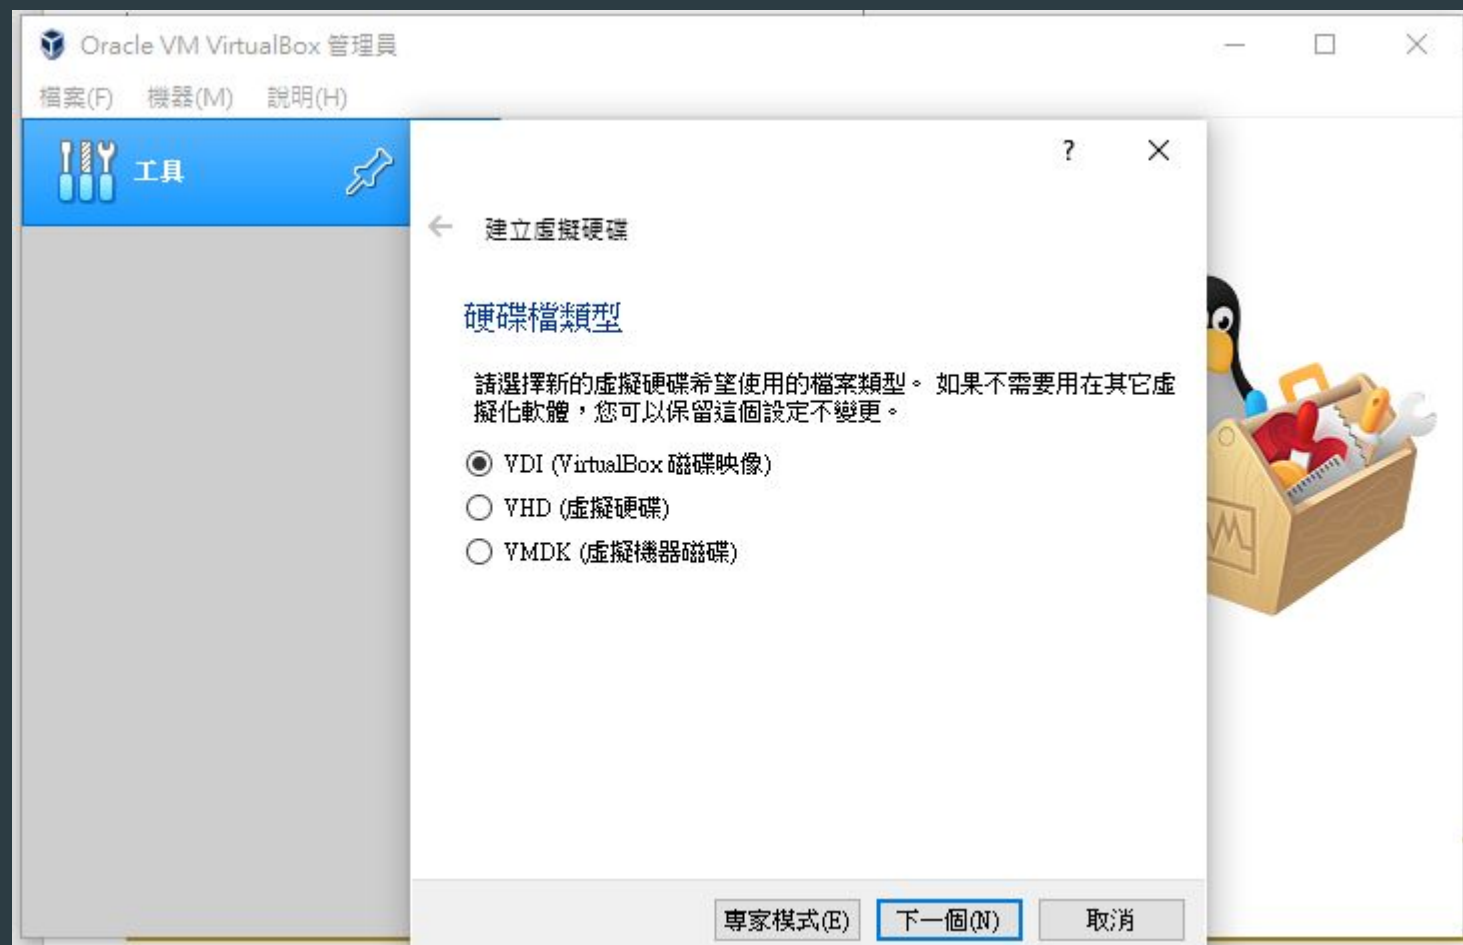 Oracle VM VirtualBox 管理員
檔案(F) 機器(M) 說明(H)
工具
?
建立虛擬硬碟
硬碟檔類型
請選擇新的虛擬硬碟希望使用的檔案類型。 如果不需要用在其它虛
擬化軟體，您可以保留這個設定不變更。
VDI (VirtualBox 磁碟映像)
VHD (虛擬硬碟)
VMDK (虛擬機器磁碟)
專家模式(E) 下一個(N) 取消